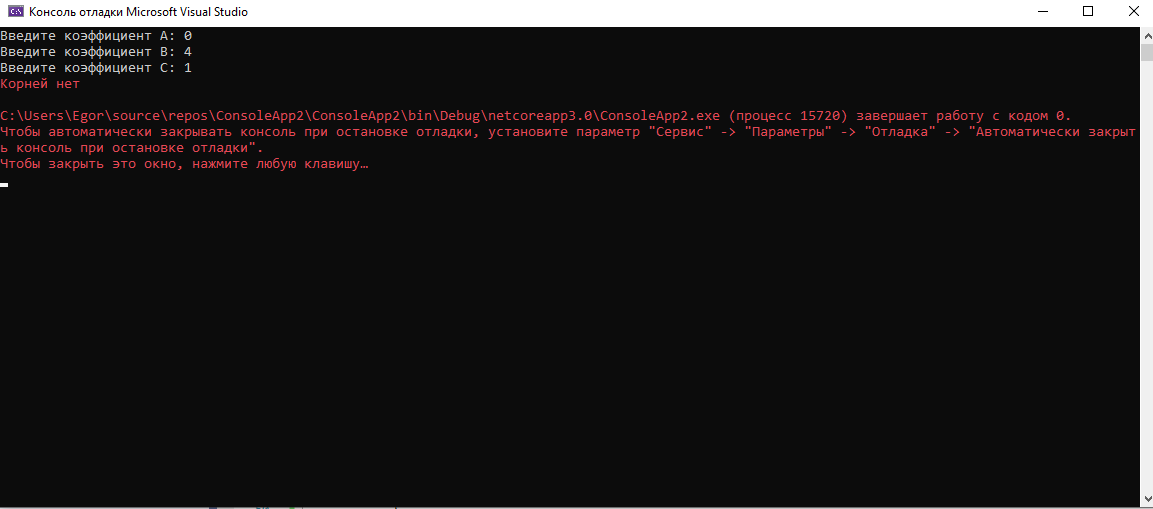 Консоль отладки Microsoft Visual Studio
Введите коэффициент A: 0
Введите коэффициент B: 4
Введите коэффициент C: 1
Корней нет
C:\Users\Egor\source\repos\ConsoleApp2\ConsoleApp2\bin\Debug\netcoreapp3.0\ConsoleApp2.exe (процесс 15720) завершает работу с кодом 0.
Чтобы автоматически закрывать консоль при остановке отладки, установите параметр "Сервис" -> "Параметры" -> "Отладка" -> "Автоматически закрыт
ь консоль при остановке отладки".
Чтобы закрыть это окно, нажмите любую клавишу…